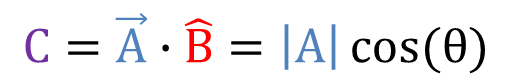 C = A⃗ · B̂ = |A| cos(θ)